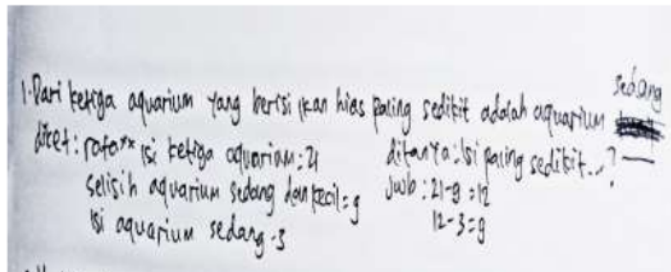 1. Dari ketiga aquarium yang berisi ikan hias paling sedikit adalah aquarium sedang
diket : rata** isi ketiga aquarium : 21
selisih aquarium sedang dan kecil : 9
isi aquarium sedang - 3
ditanya : isi paling sedikit..?
jwb : 21-9 = 12
12-3=9